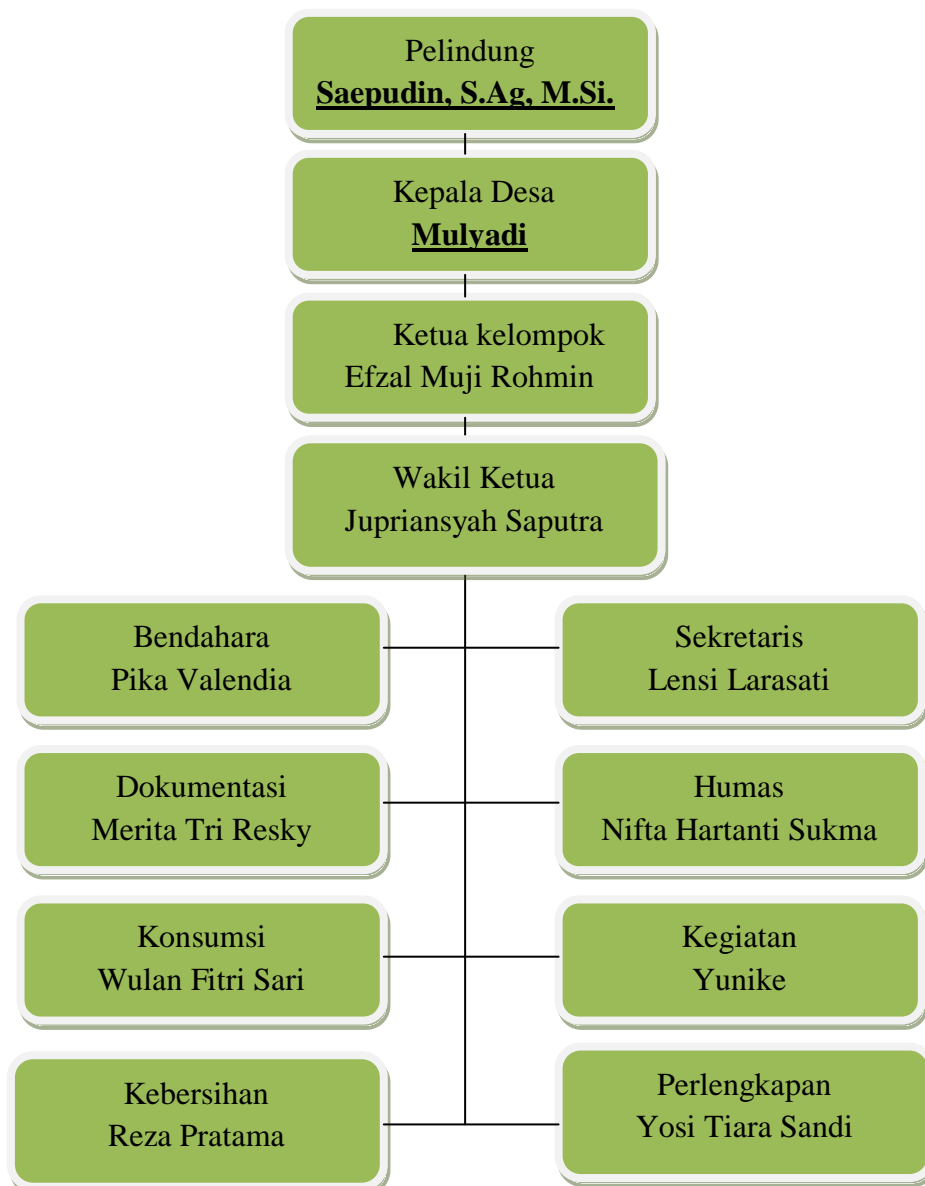 Pelindung
Saepudin, S.Ag, M.Si.
Kepala Desa
Mulyadi
Ketua kelompok
Efzal Muji Rohmin
Wakil Ketua
Jupriansyah Saputra
Bendahara
Pika Valendia
Sekretaris
Lensi Larasati
Dokumentasi
Merita Tri Resky
Humas
Nifta Hartanti Sukma
Konsumsi
Wulan Fitri Sari
Kegiatan
Yunike
Kebersihan
Reza Pratama
Perlengkapan
Yosi Tiara Sandi